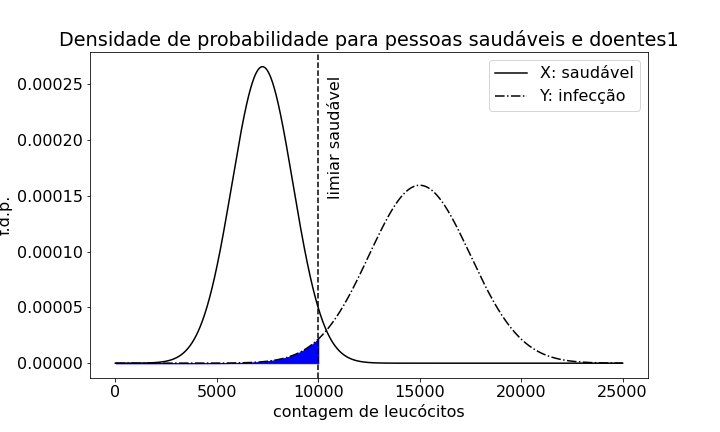 Densidade de probabilidade para pessoas saudáveis e doentes1
X: saudável
Y: infecção
limiar saudável
f.d.p.
0.00025
0.00020
0.00015
0.00010
0.00005
0.00000
0
5000
10000
15000
20000
25000
contagem de leucócitos